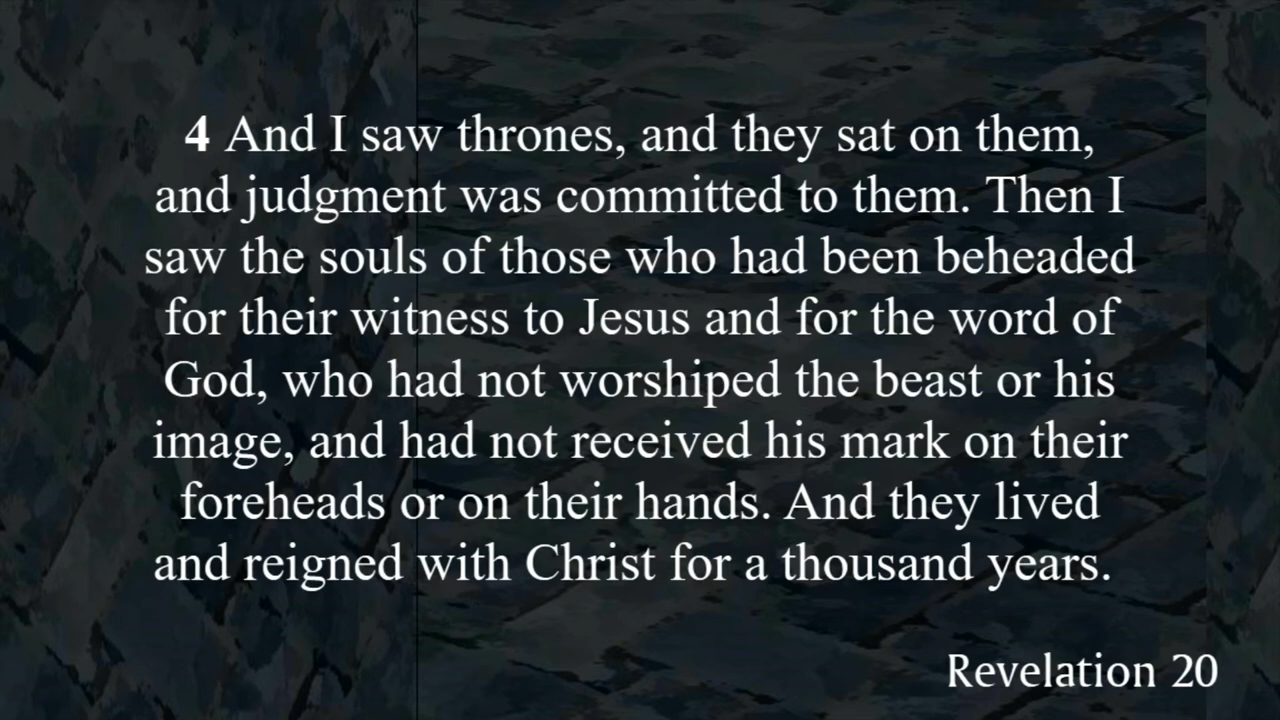 4 And I saw thrones, and they sat on them,
and judgment was committed to them. Then I
saw the souls of those who had been beheaded
for their witness to Jesus and for the word of
God, who had not worshiped the beast or his
image, and had not received his mark on their
foreheads or on their hands. And they lived
and reigned with Christ for a thousand years.
Revelation 20